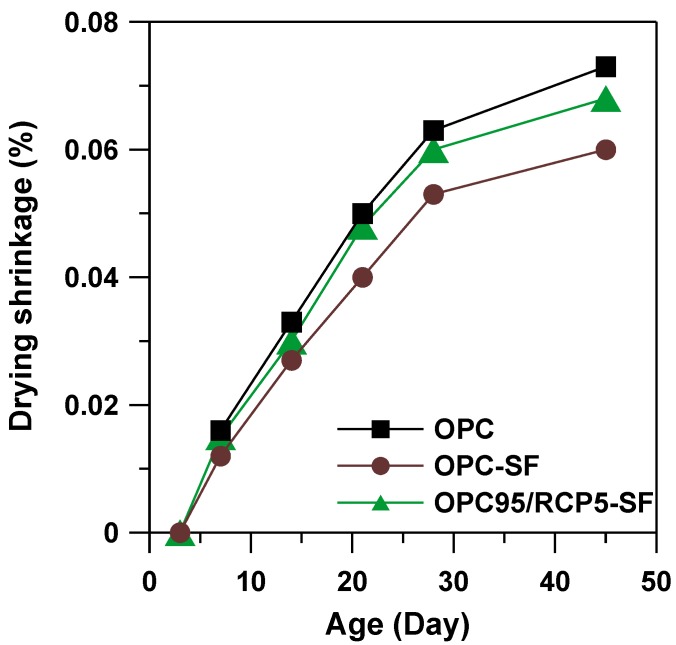 0.08
0.06
0.04
0.02
0
Drying shrinkage (%)
OPC
OPC-SF
OPC95/RCP5-SF
0 10 20 30 40 50
Age (Day)